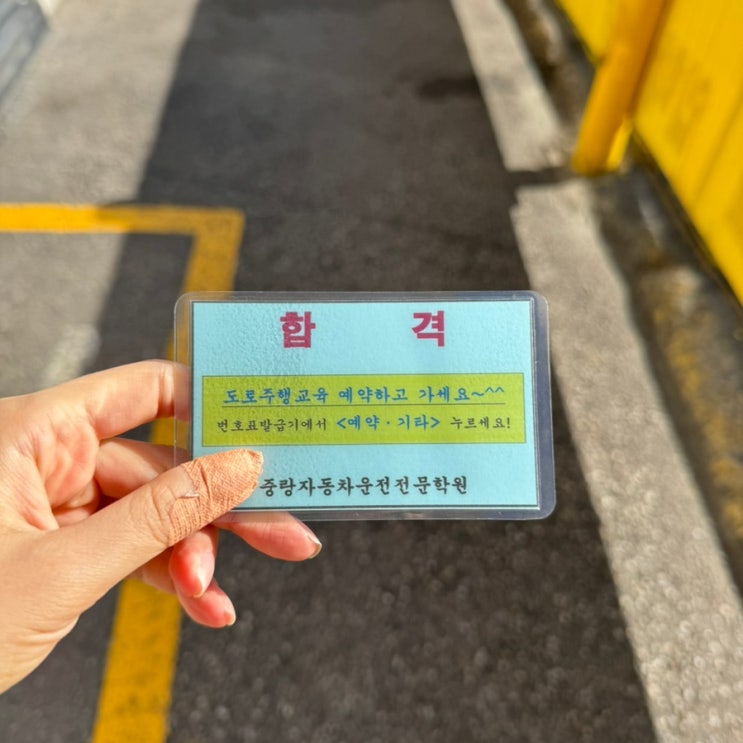 합 격
도로주행교육 예약하고 가세요~^^
번호표발급기에서 <예약·기타> 누르세요!
중랑자동차운전전문학원